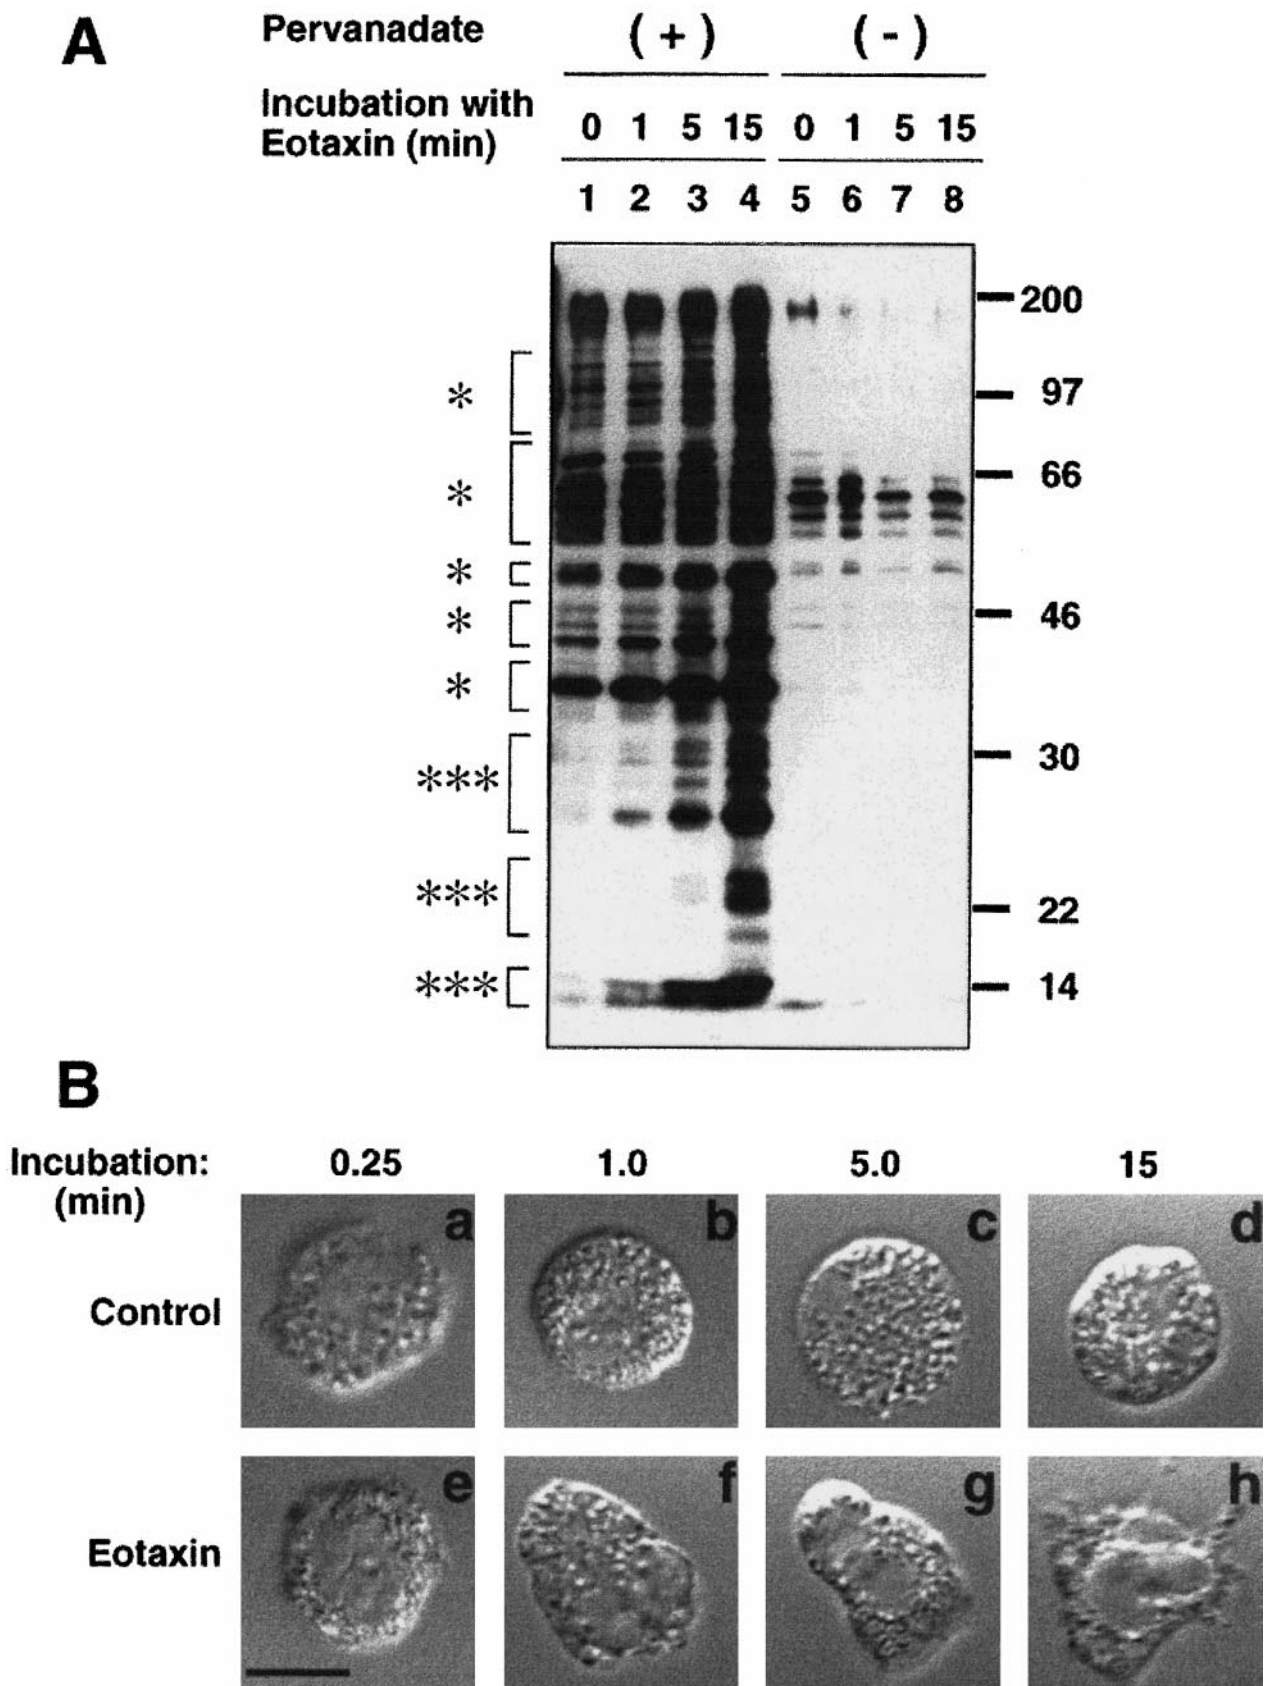 A
Pervanadate ( + ) ( - )
Incubation with
Eotaxin (min) 0 1 5 15 0 1 5 15
1 2 3 4 5 6 7 8
200
* 97
66
*
*
* 46
*
30
***
*** 22
*** 14
B
Incubation: 0.25 1.0 5.0 15
(min)
a b c d
Control
e f g h
Eotaxin